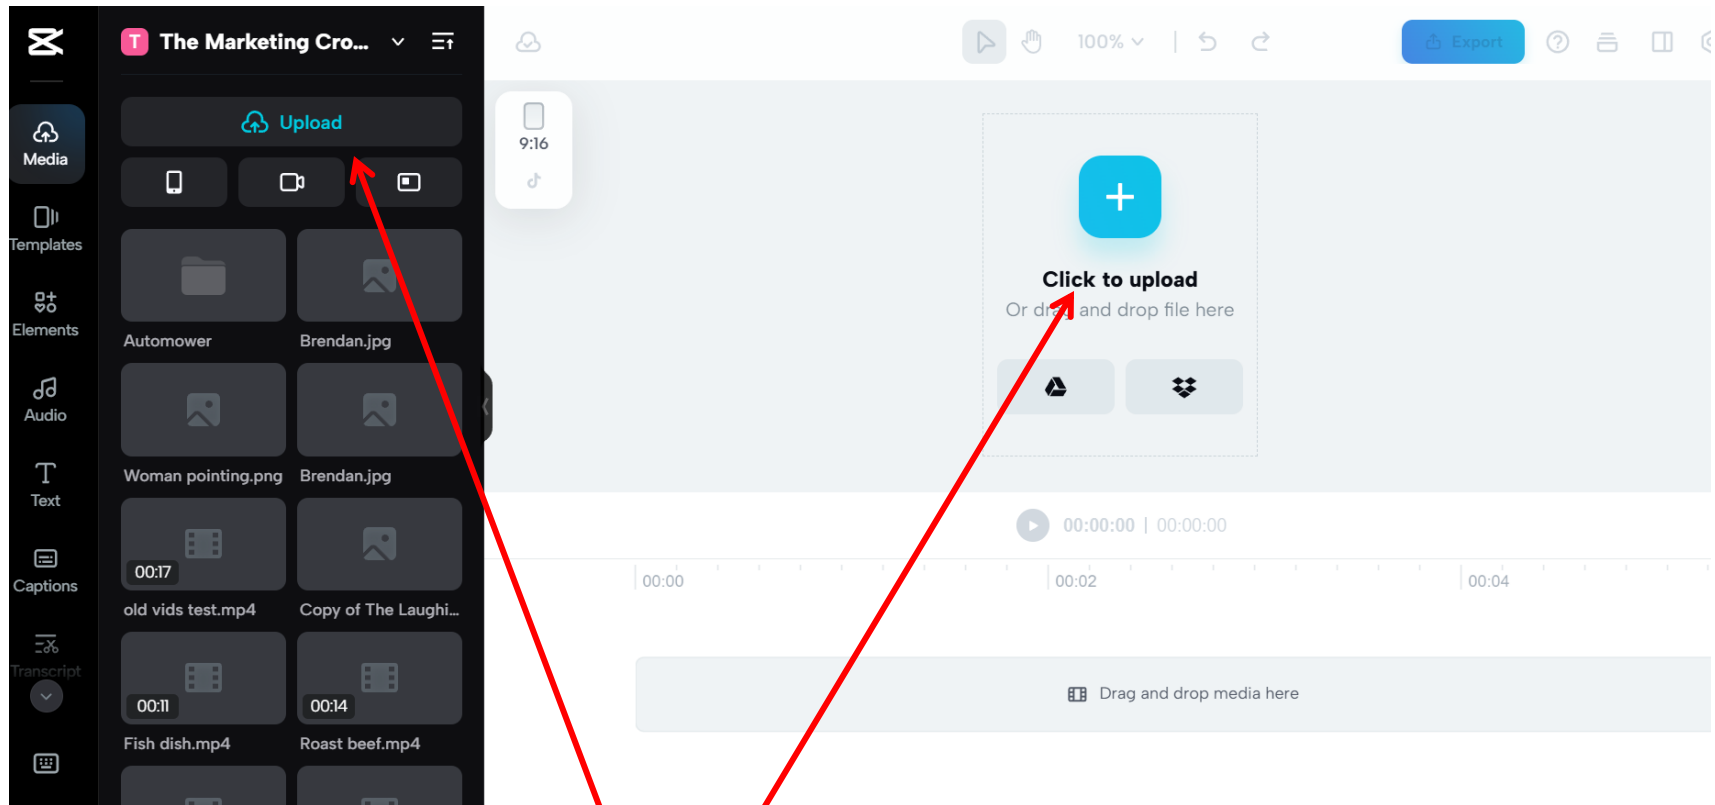 T The Marketing Cro...
100%
Export
Upload
Media
9:16
Templates
Click to upload
Or drag and drop file here
Elements
Automower
Brendan.jpg
Audio
Woman pointing.png
Brendan.jpg
Text
00:00:00 | 00:00:00
Captions
00:17
00:00
00:02
00:04
old vids test.mp4
Copy of The Laughi...
Transcript
00:11
00:14
Drag and drop media here
Fish dish.mp4
Roast beef.mp4